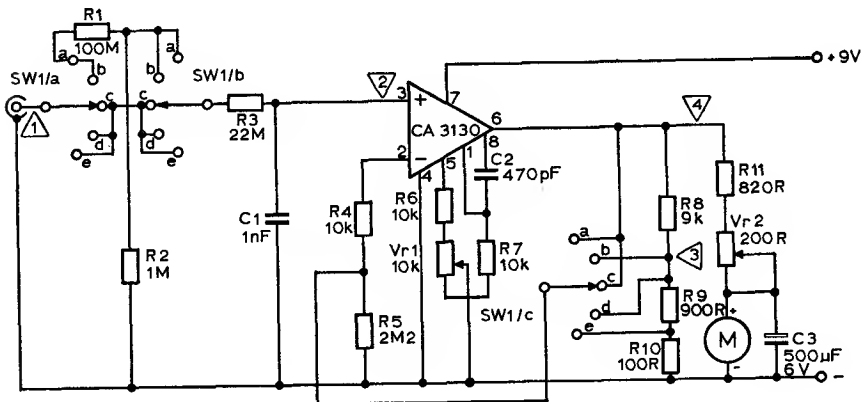 R1
100M
a
b
a
b
SW1/a
SW1/b
+9V
c
c
R3
22M
1
2
3
+
7
CA 3130
6
4
d
d
e
e
2
-
4
5
1
8
C2
470pF
R11
820R
R4
10k
R6
10k
R8
9k
C1
1nF
Vr2
200R
R2
1M
Vr1
10k
R7
10k
a
b
c
3
R5
2M2
SW1/c
d
e
R9
900R
+
M
-
R10
100R
C3
500µF
6V
-